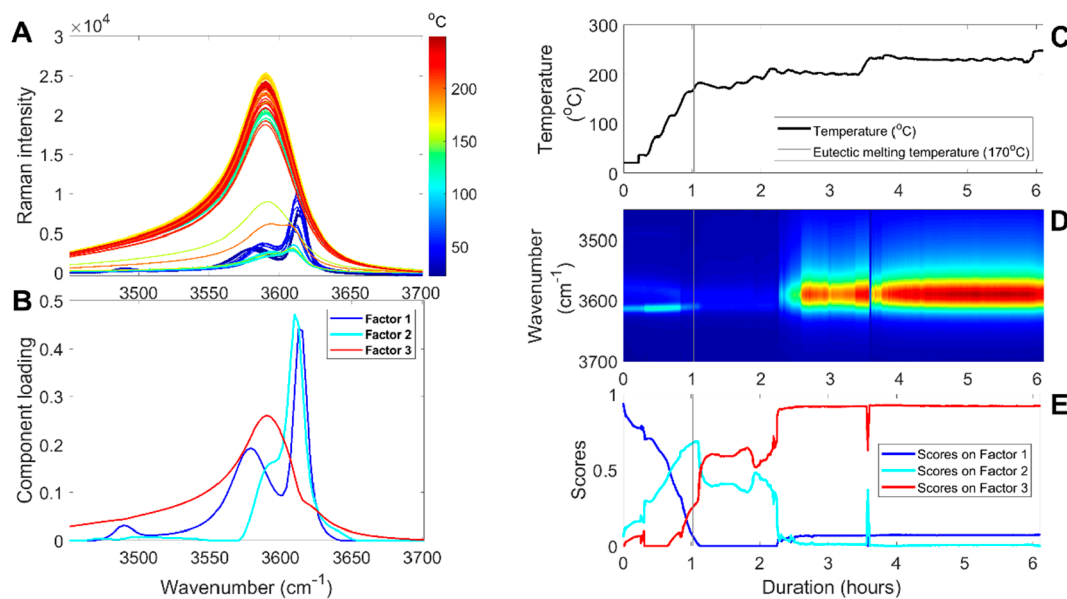 A
×10⁴
°C
3
2.5
2
1.5
1
0.5
0
3500 3550 3600 3650 3700
Raman intensity
200
150
100
50
B
0.5
0.4
0.3
0.2
0.1
0
3500 3550 3600 3650 3700
Component loading
Wavenumber (cm⁻¹)
Factor 1
Factor 2
Factor 3
C
300
200
100
0
0 1 2 3 4 5 6
Temperature
(°C)
Temperature (°C)
Eutectic melting temperature (170°C)
D
3500
3600
3700
0 1 2 3 4 5 6
Wavenumber
(cm⁻¹)
E
1
0.5
0
0 1 2 3 4 5 6
Scores
Scores on Factor 1
Scores on Factor 2
Scores on Factor 3
Duration (hours)